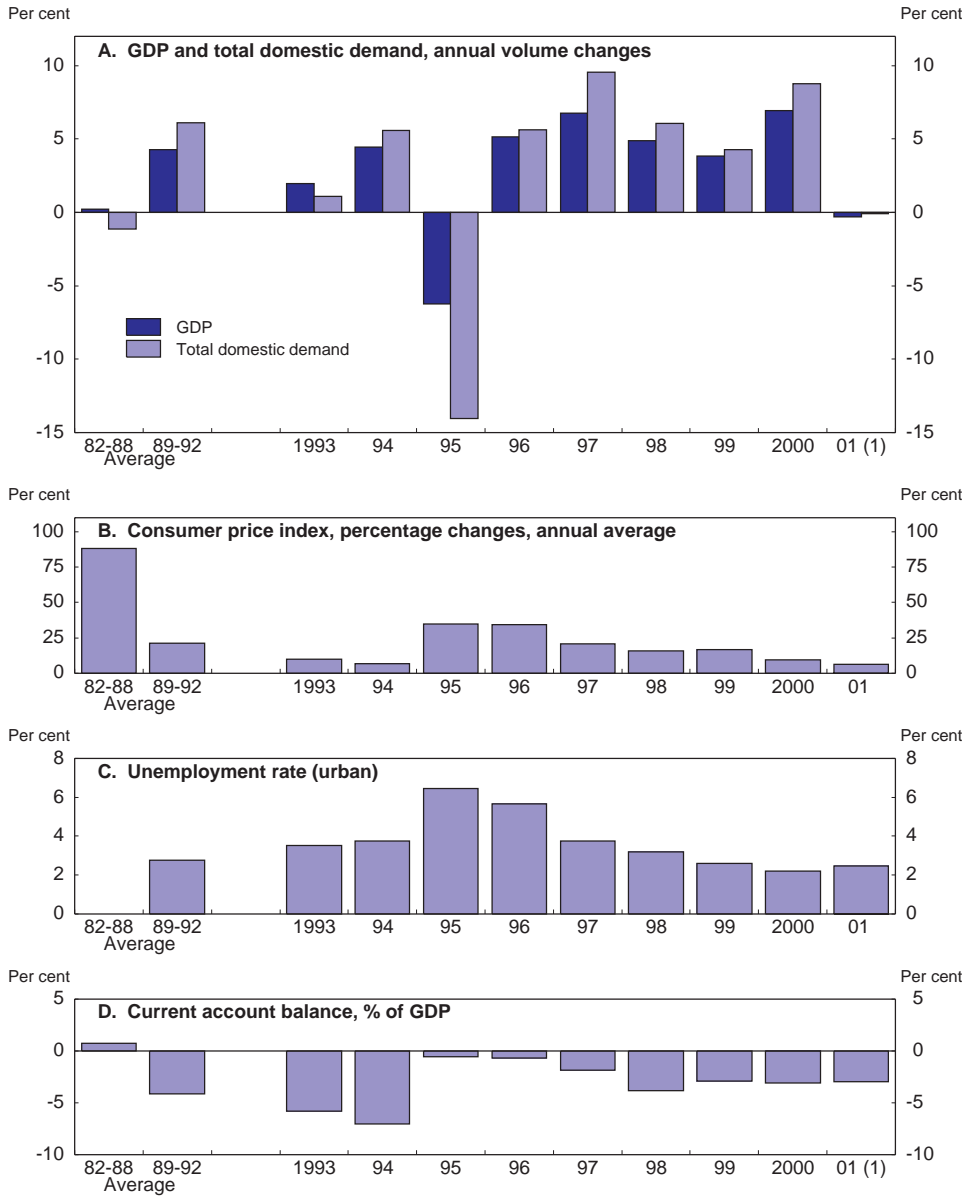 Per cent Per cent
A. GDP and total domestic demand, annual volume changes
10 10
5 5
0 0
-5 -5
GDP
Total domestic demand
-10 -10
-15 -15
82-88 89-92 1993 94 95 96 97 98 99 2000 01 (1)
Average
Per cent Per cent
B. Consumer price index, percentage changes, annual average
100 100
75 75
50 50
25 25
0 0
82-88 89-92 1993 94 95 96 97 98 99 2000 01
Average
Per cent Per cent
8 8
C. Unemployment rate (urban)
6 6
4 4
2 2
0 0
82-88 89-92 1993 94 95 96 97 98 99 2000 01
Average
Per cent Per cent
5 5
D. Current account balance, % of GDP
0 0
-5 -5
-10 -10
82-88 89-92 1993 94 95 96 97 98 99 2000 01 (1)
Average